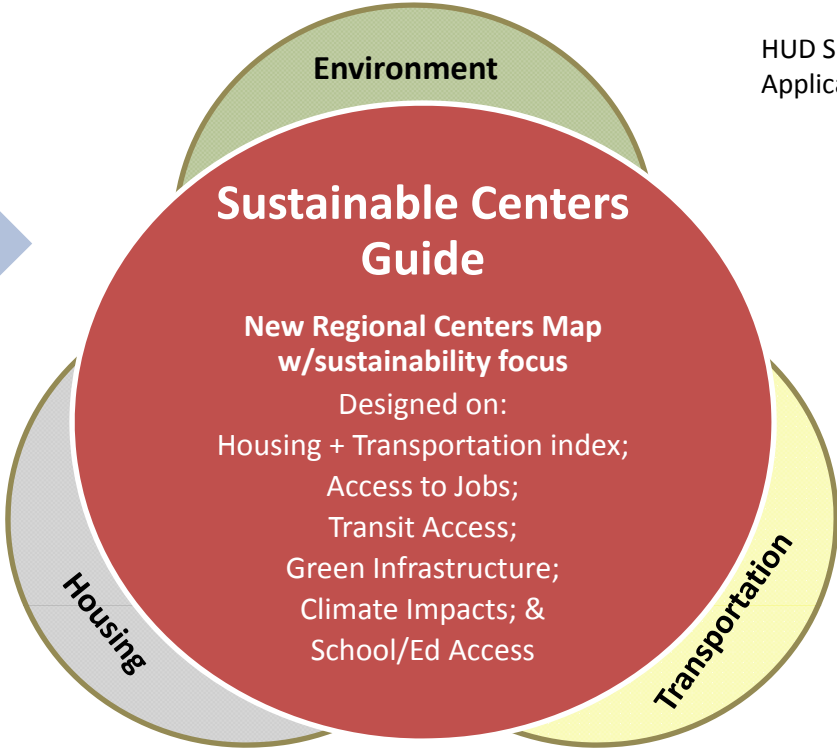 Environment
HUD S
Applica
Sustainable Centers
Guide
New Regional Centers Map
w/sustainability focus
Designed on:
Housing + Transportation index;
Access to Jobs;
Transit Access;
Green Infrastructure;
Climate Impacts; &
School/Ed Access
Housing
Transportation